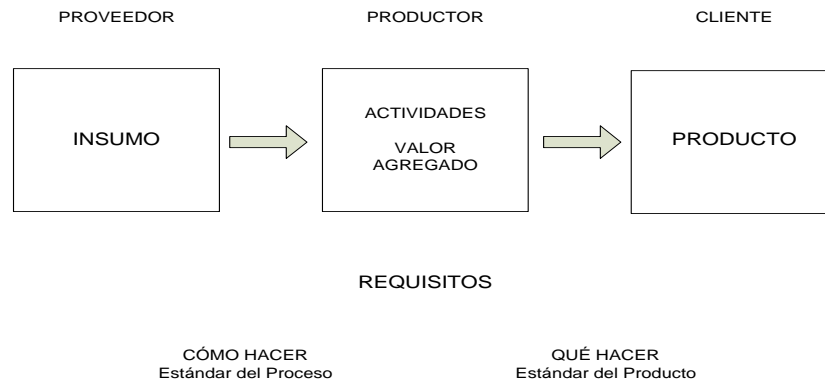 PROVEEDOR
PRODUCTOR
CLIENTE
INSUMO
ACTIVIDADES
VALOR
AGREGADO
PRODUCTO
REQUISITOS
CÓMO HACER
Estándar del Proceso
QUÉ HACER
Estándar del Producto